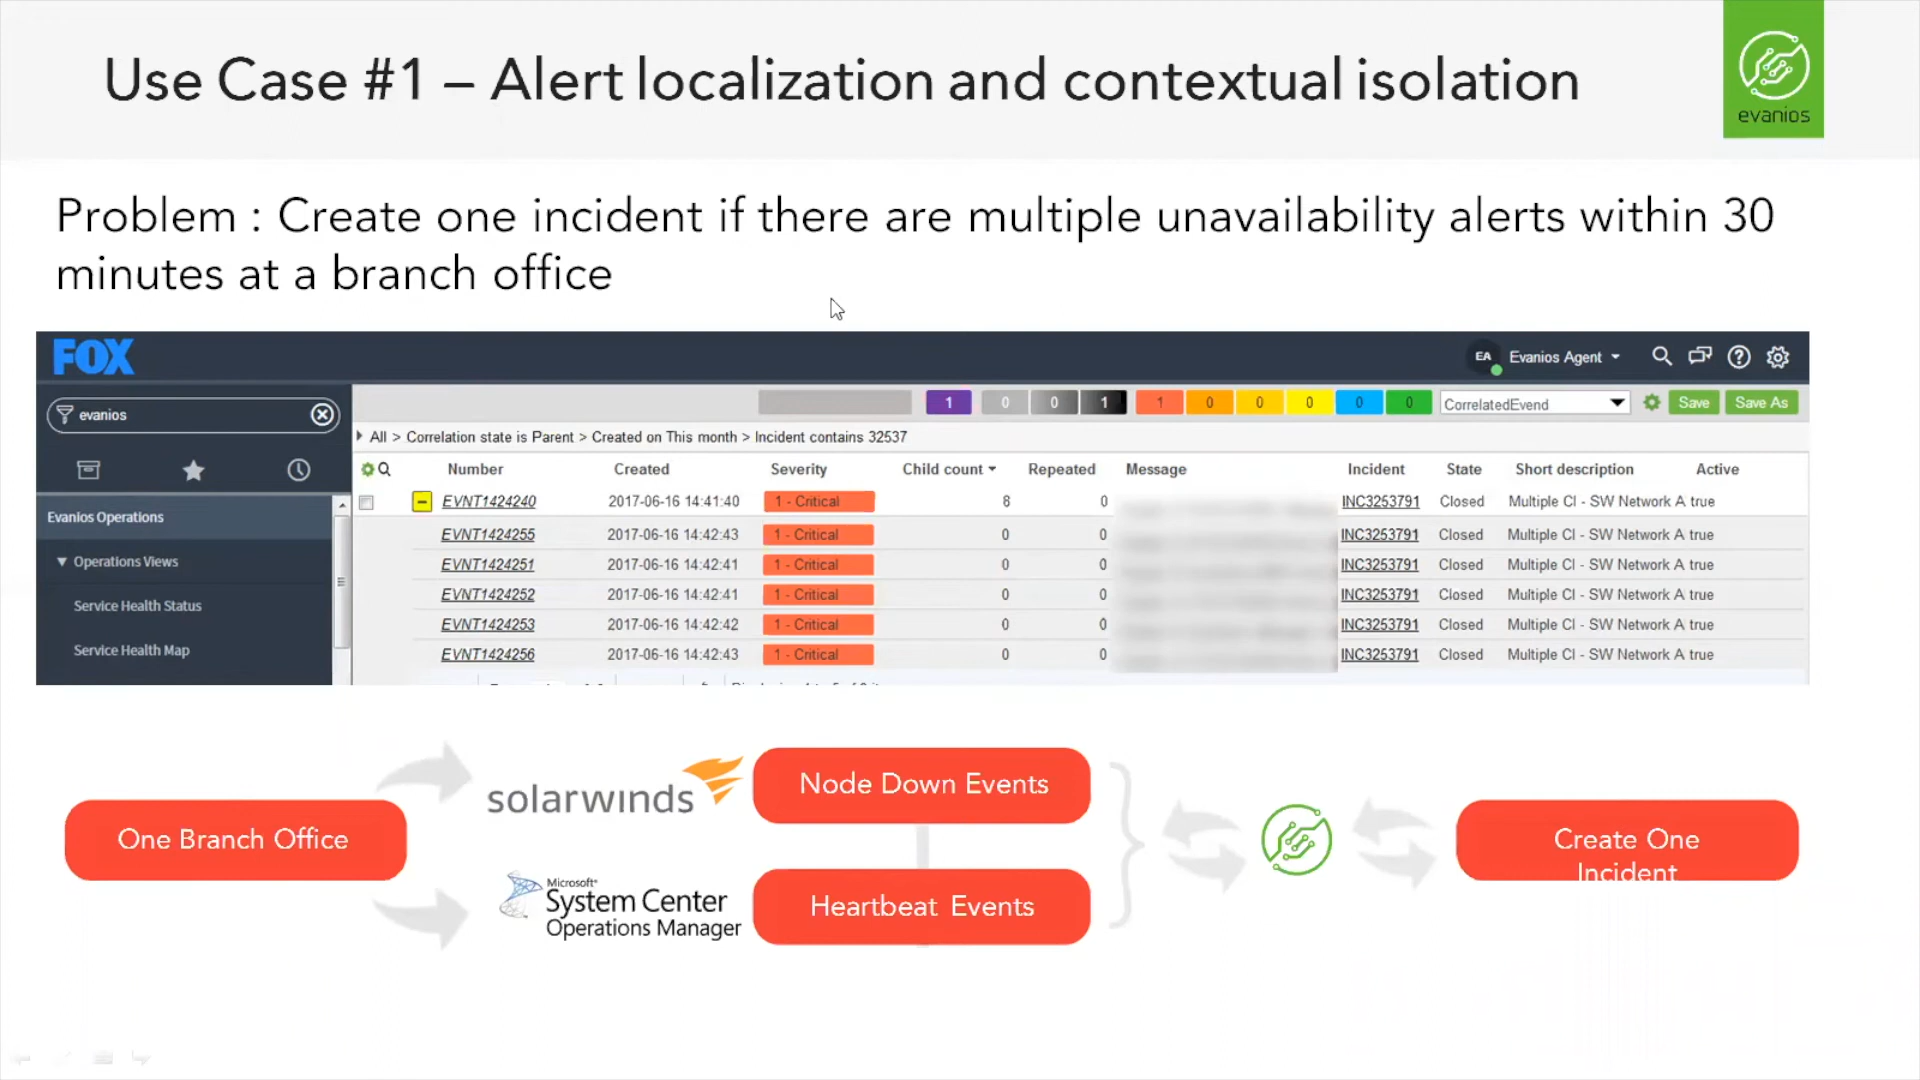 Use Case #1 – Alert localization and contextual isolation
evanios
Problem : Create one incident if there are multiple unavailability alerts within 30
minutes at a branch office
FOX
EA Evanios Agent
evanios
1 0 0 1 1 0 0 0 0 0 CorrelatedEvend Save Save As
All > Correlation state is Parent > Created on This month > Incident contains 32537
Number Created Severity Child count Repeated Message Incident State Short description Active
EVNT1424240 2017-06-16 14:41:40 1 - Critical 8 0 INC3253791 Closed Multiple CI - SW Network A true
EVNT1424255 2017-06-16 14:42:43 1 - Critical 0 0 INC3253791 Closed Multiple CI - SW Network A true
EVNT1424251 2017-06-16 14:42:41 1 - Critical 0 0 INC3253791 Closed Multiple CI - SW Network A true
EVNT1424252 2017-06-16 14:42:41 1 - Critical 0 0 INC3253791 Closed Multiple CI - SW Network A true
EVNT1424253 2017-06-16 14:42:42 1 - Critical 0 0 INC3253791 Closed Multiple CI - SW Network A true
EVNT1424256 2017-06-16 14:42:43 1 - Critical 0 0 INC3253791 Closed Multiple CI - SW Network A true
Evanios Operations
Operations Views
Service Health Status
Service Health Map
One Branch Office
solarwinds
Node Down Events
Microsoft
System Center
Operations Manager
Heartbeat Events
Create One
Incident